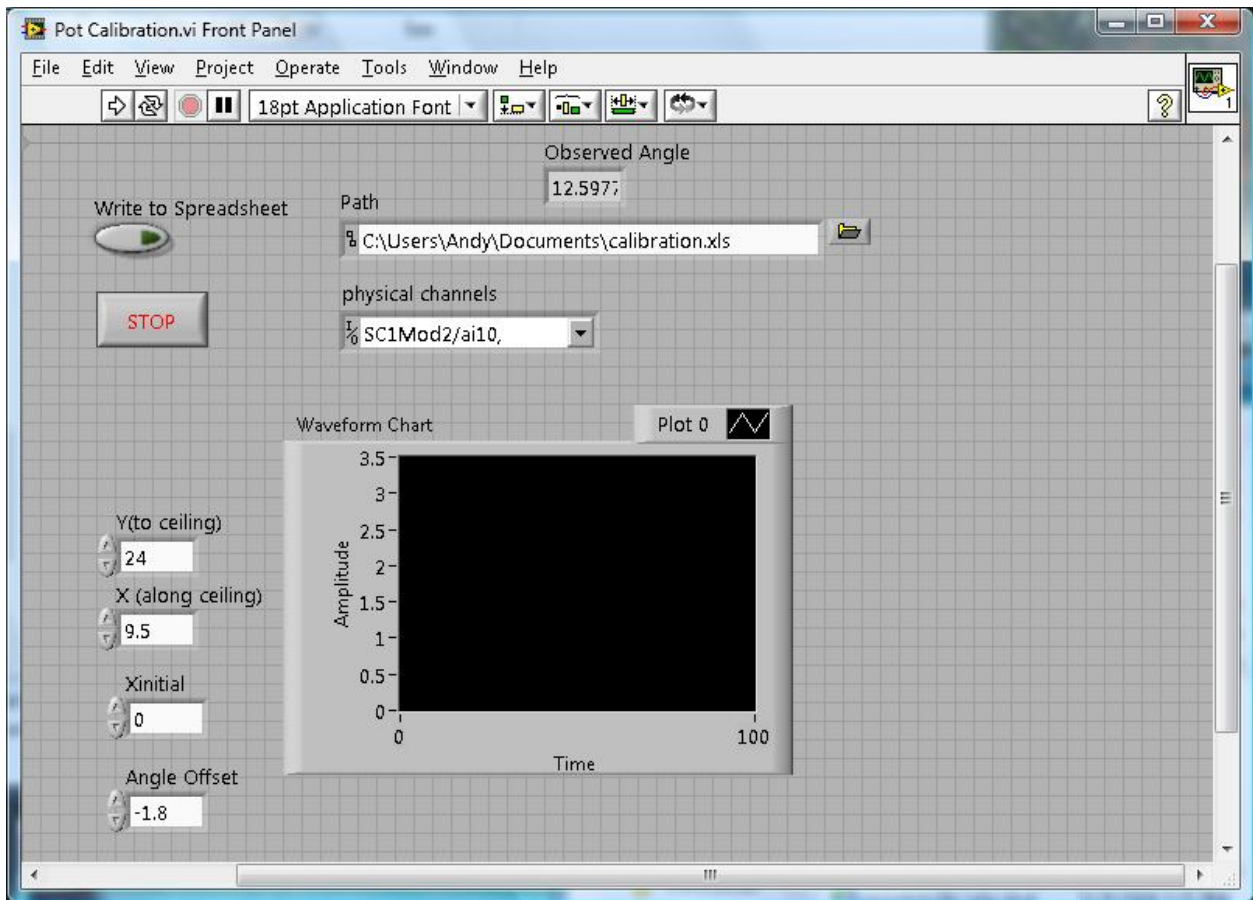 Pot Calibration.vi Front Panel
File Edit View Project Operate Tools Window Help
18pt Application Font
1
Observed Angle
12.5977
Write to Spreadsheet
Path
C:\Users\Andy\Documents\calibration.xls
physical channels
STOP
SC1Mod2/ai10,
Waveform Chart
Plot 0
3.5
3
2.5
2
1.5
1
0.5
0
Amplitude
0
100
Time
Y(to ceiling)
24
X (along ceiling)
9.5
Xinitial
0
Angle Offset
-1.8